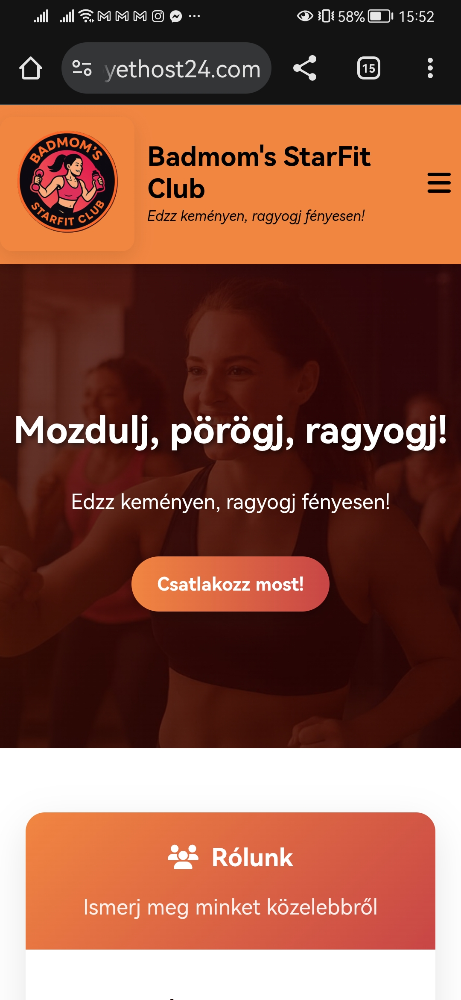 58% 15:52
yethost24.com
15
BADMOM'S
STARFIT CLUB
Badmom's StarFit
Club
Edzz keményen, ragyogj fényesen!
Mozdulj, pörögj, ragyogj!
Edzz keményen, ragyogj fényesen!
Csatlakozz most!
Rólunk
Ismerj meg minket közelebbről